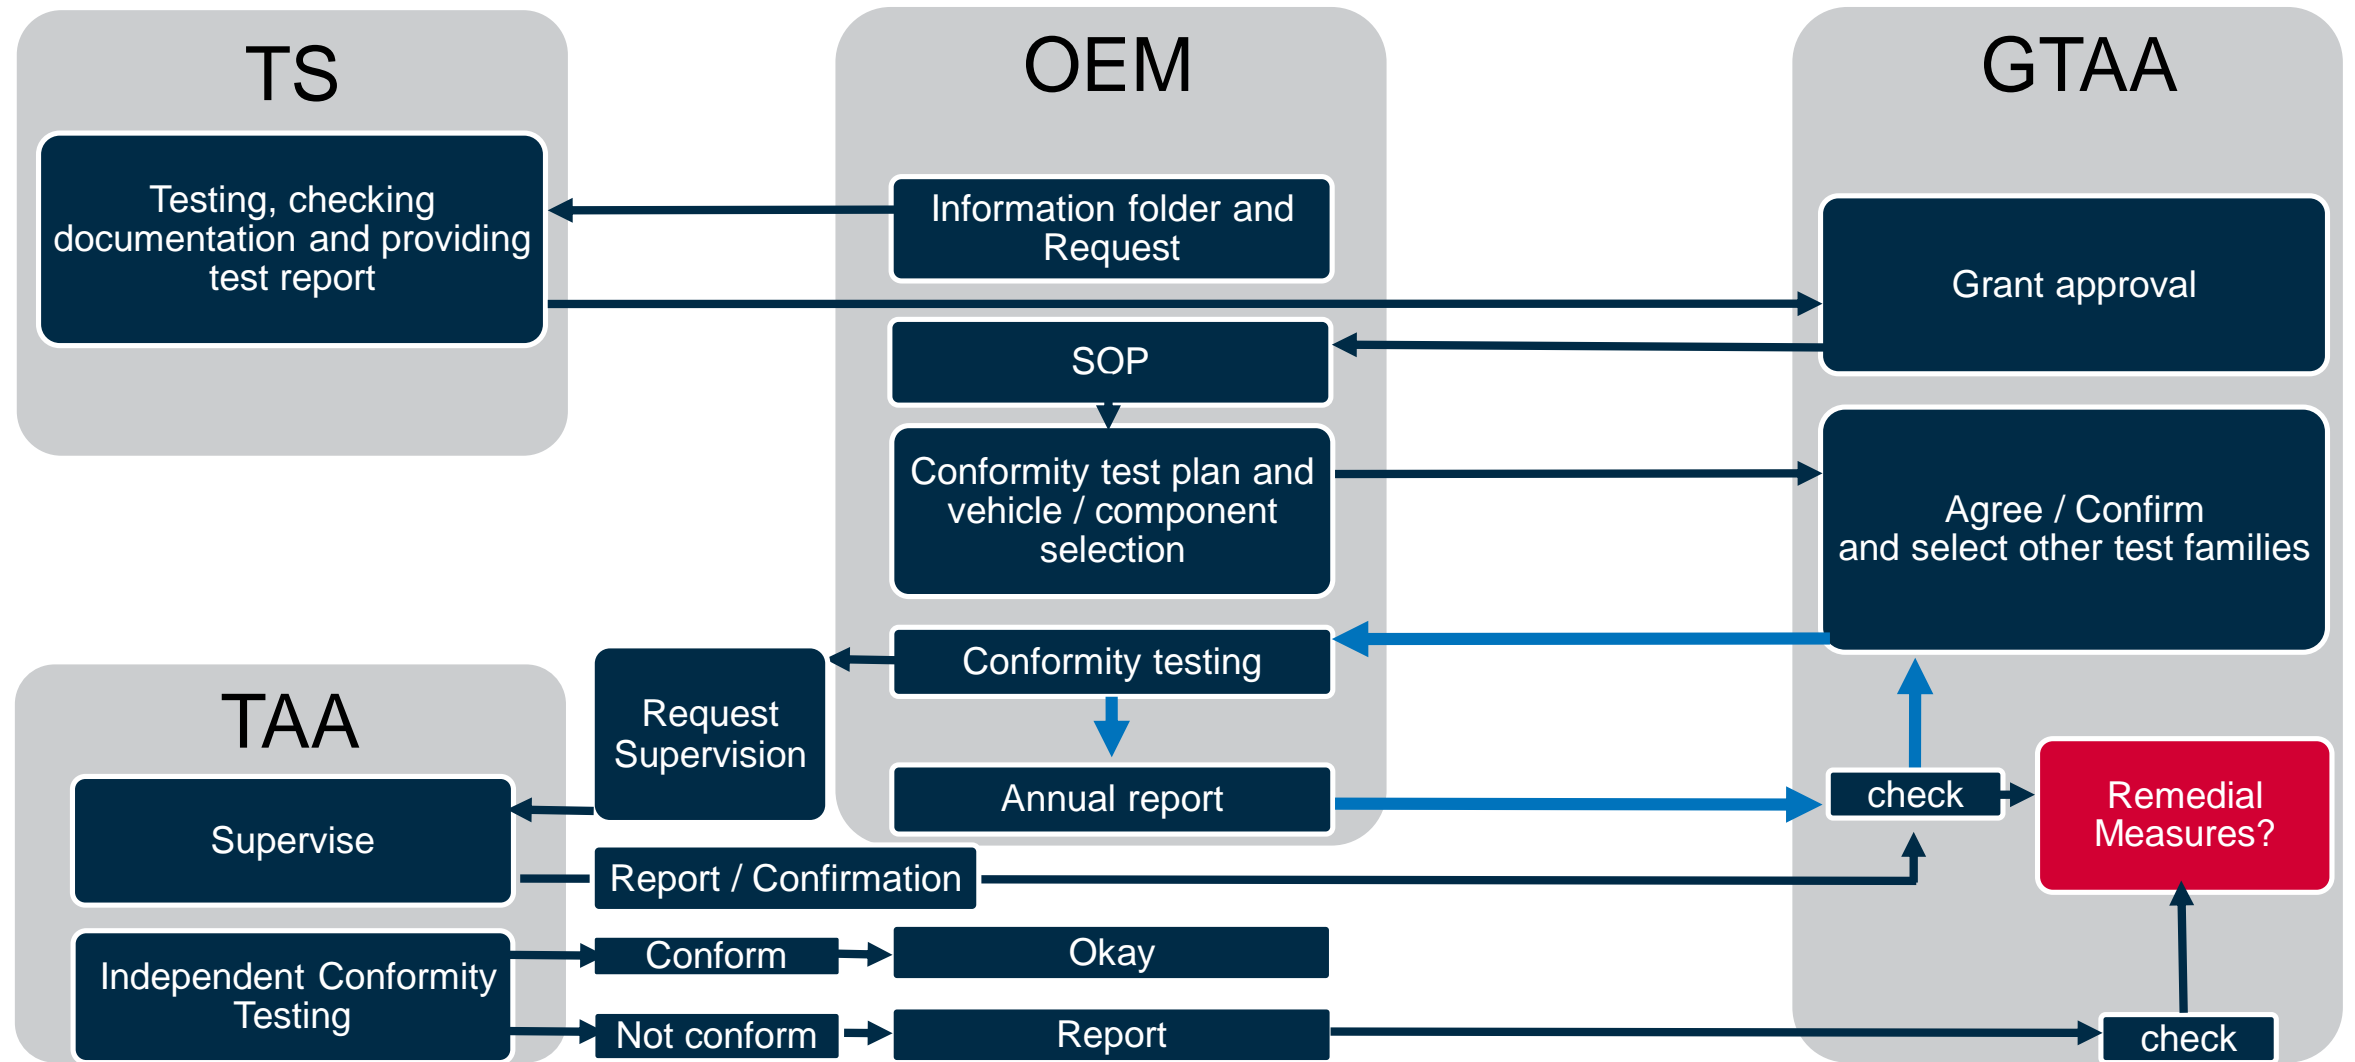 TS
OEM
GTAA
Testing, checking
documentation and providing
test report
Information folder and
Request
Grant approval
SOP
Conformity test plan and
vehicle / component
selection
Agree / Confirm
and select other test families
Conformity testing
TAA
Request
Supervision
Annual report
check
Remedial
Measures?
Supervise
Report / Confirmation
Independent Conformity
Testing
Conform
Okay
Not conform
Report
check